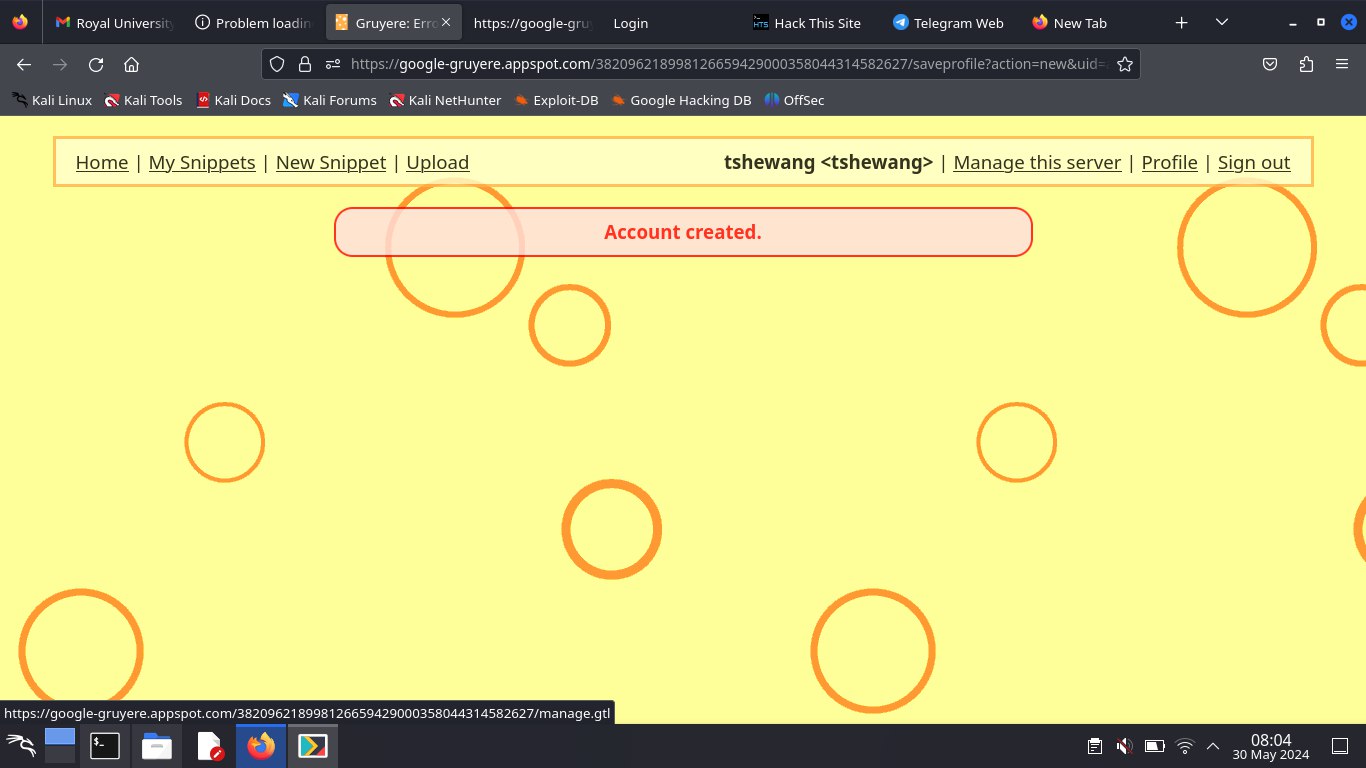 Royal University
Problem loadin
Gruyere: Erro
https://google-gruy
Login
Hack This Site
Telegram Web
New Tab
https://google-gruyere.appspot.com/382096218998126659429000358044314582627/saveprofile?action=new&uid=
Kali Linux
Kali Tools
Kali Docs
Kali Forums
Kali NetHunter
Exploit-DB
Google Hacking DB
OffSec
Home | My Snippets | New Snippet | Upload
tshewang <tshewang> | Manage this server | Profile | Sign out
Account created.
https://google-gruyere.appspot.com/382096218998126659429000358044314582627/manage.gtl
08:04
30 May 2024